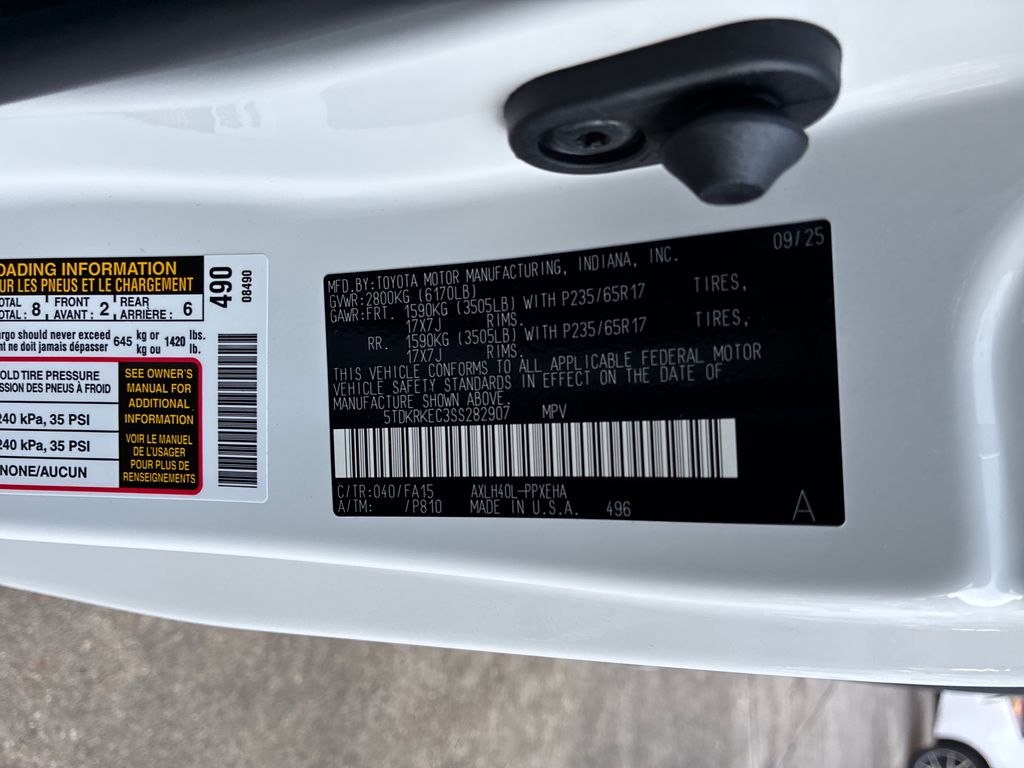 OADING INFORMATION
UR LES PNEUS ET LE CHARGEMENT
TOTAL : 8 FRONT AVANT : 2 REAR ARRIÈRE : 6
argo should never exceed 645 kg or 1420 lbs.
nt ne doit jamais dépasser kg ou lb.
OLD TIRE PRESSURE
SSION DES PNEUS À FROID
240 kPa, 35 PSI
240 kPa, 35 PSI
NONE/AUCUN
SEE OWNER'S
MANUAL FOR
ADDITIONAL
INFORMATION
VOIR LE MANUEL
DE L'USAGER
POUR PLUS DE
RENSEIGNEMENTS
490
08490
09/25
MFD.BY:TOYOTA MOTOR MANUFACTURING, INDIANA, INC.
GVWR:2800KG (6170LB)
GAWR:FRT. 1590KG (3505LB) WITH P235/65R17 TIRES,
17X7J RIMS.
RR. 1590KG (3505LB) WITH P235/65R17 TIRES,
17X7J RIMS.
THIS VEHICLE CONFORMS TO ALL APPLICABLE FEDERAL MOTOR
VEHICLE SAFETY STANDARDS IN EFFECT ON THE DATE OF
MANUFACTURE SHOWN ABOVE.
5TDKRKEC3SS282907 MPV
C/TR:040/FA15 AXLH40L-PPXEHA
A/TM: /P810 MADE IN U.S.A. 496
A